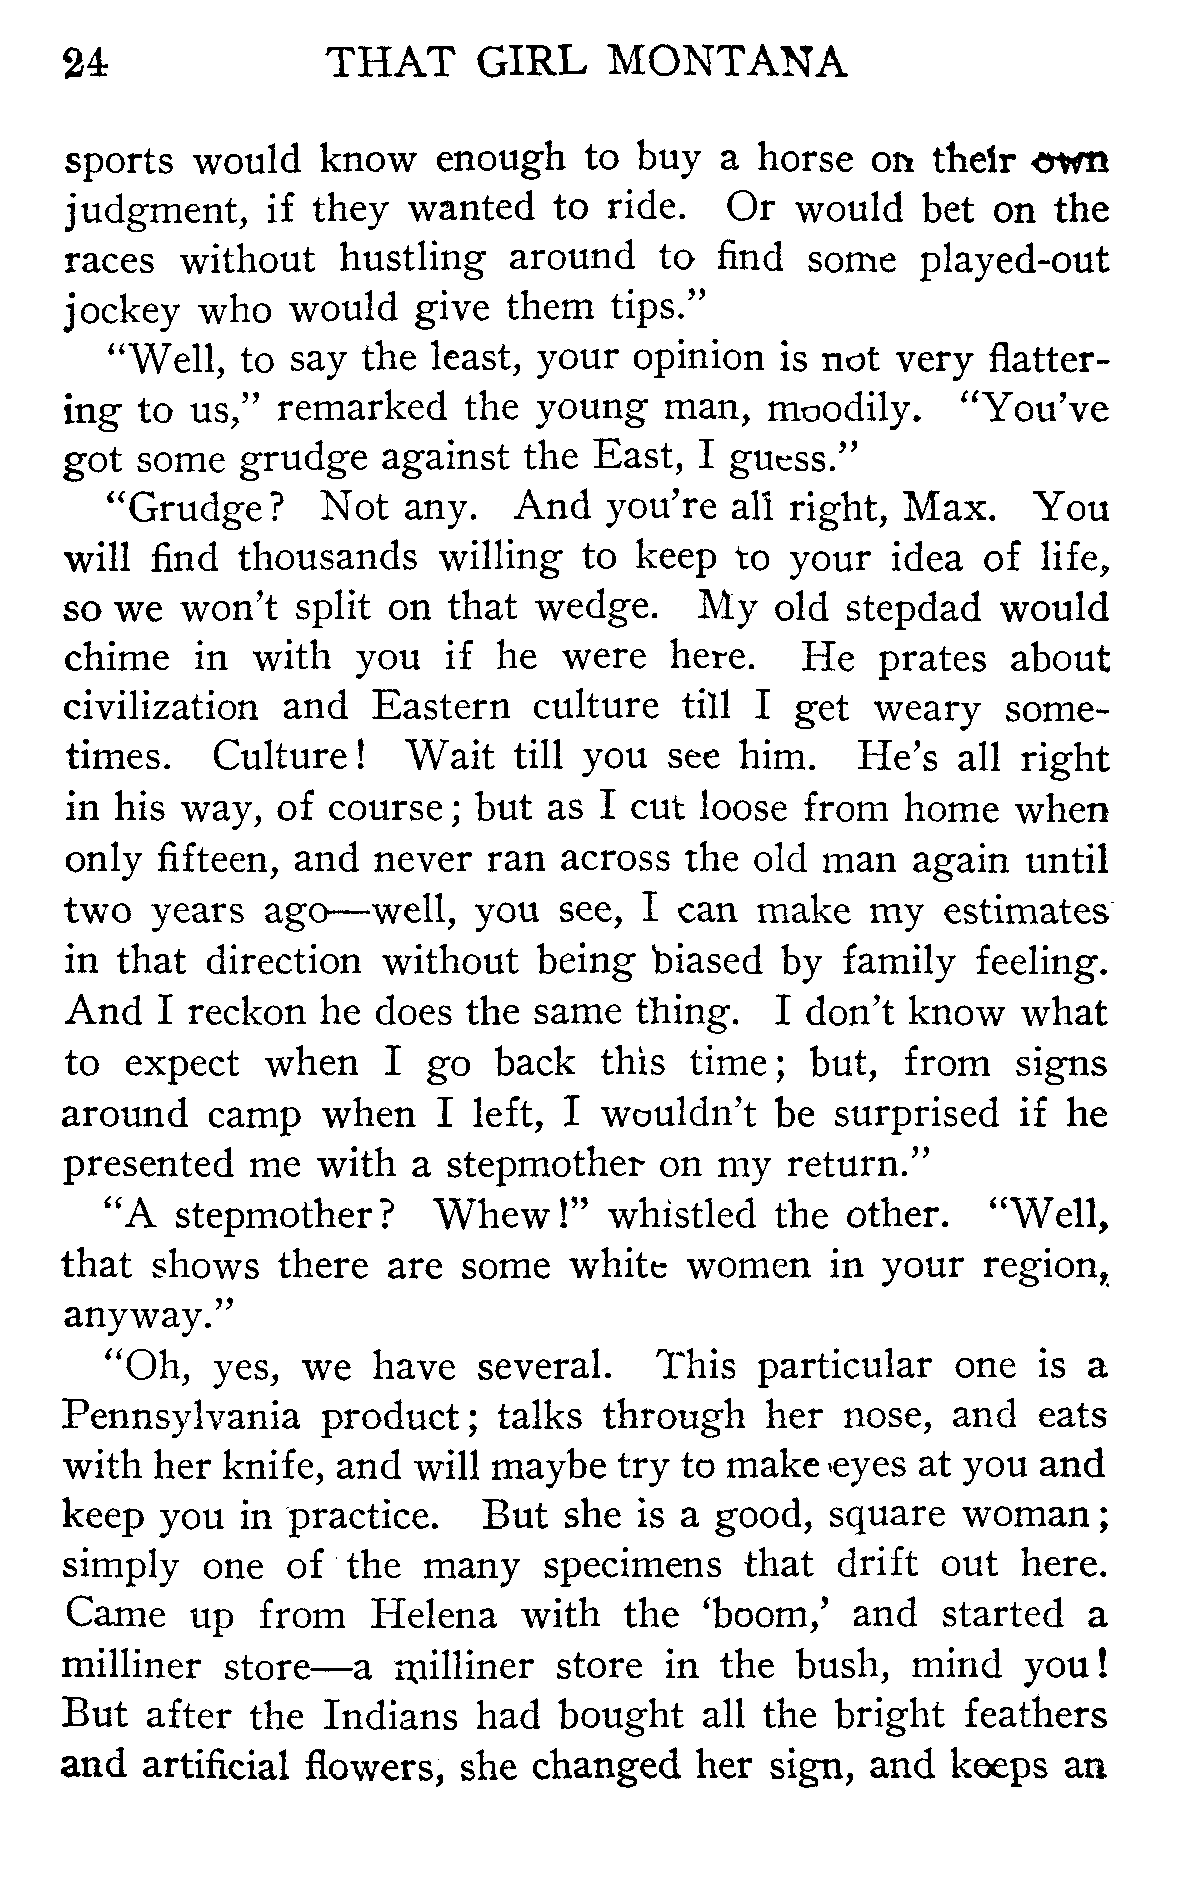 24 THAT GIRL MONTANA
sports would know enough to buy a horse on their own
judgment, if they wanted to ride. Or would bet on the
races without hustling around to find some played-out
jockey who would give them tips.”
“Well, to say the least, your opinion is not very flatter-
ing to us,” remarked the young man, moodily. “You’ve
got some grudge against the East, I guess.”
“Grudge? Not any. And you’re all right, Max. You
will find thousands willing to keep to your idea of life,
so we won’t split on that wedge. My old stepdad would
chime in with you if he were here. He prates about
civilization and Eastern culture till I get weary some-
times. Culture! Wait till you see him. He’s all right
in his way, of course; but as I cut loose from home when
only fifteen, and never ran across the old man again until
two years ago—well, you see, I can make my estimates
in that direction without being biased by family feeling.
And I reckon he does the same thing. I don’t know what
to expect when I go back this time; but, from signs
around camp when I left, I wouldn’t be surprised if he
presented me with a stepmother on my return.”
“A stepmother? Whew!” whistled the other. “Well,
that shows there are some white women in your region,
anyway.”
“Oh, yes, we have several. This particular one is a
Pennsylvania product; talks through her nose, and eats
with her knife, and will maybe try to make eyes at you and
keep you in practice. But she is a good, square woman;
simply one of the many specimens that drift out here.
Came up from Helena with the ‘boom,’ and started a
milliner store—a milliner store in the bush, mind you!
But after the Indians had bought all the bright feathers
and artificial flowers, she changed her sign, and keeps an